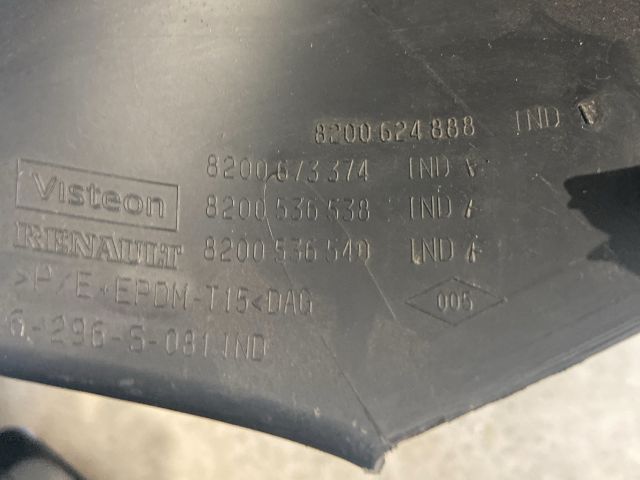 8200 624 888 IND
8200 673 374 IND
Visteon
8200 536 538 IND
RENAULT
8200 536 540 IND
>P/E+EPDM-T15<DAG
005
296-S-081 IND